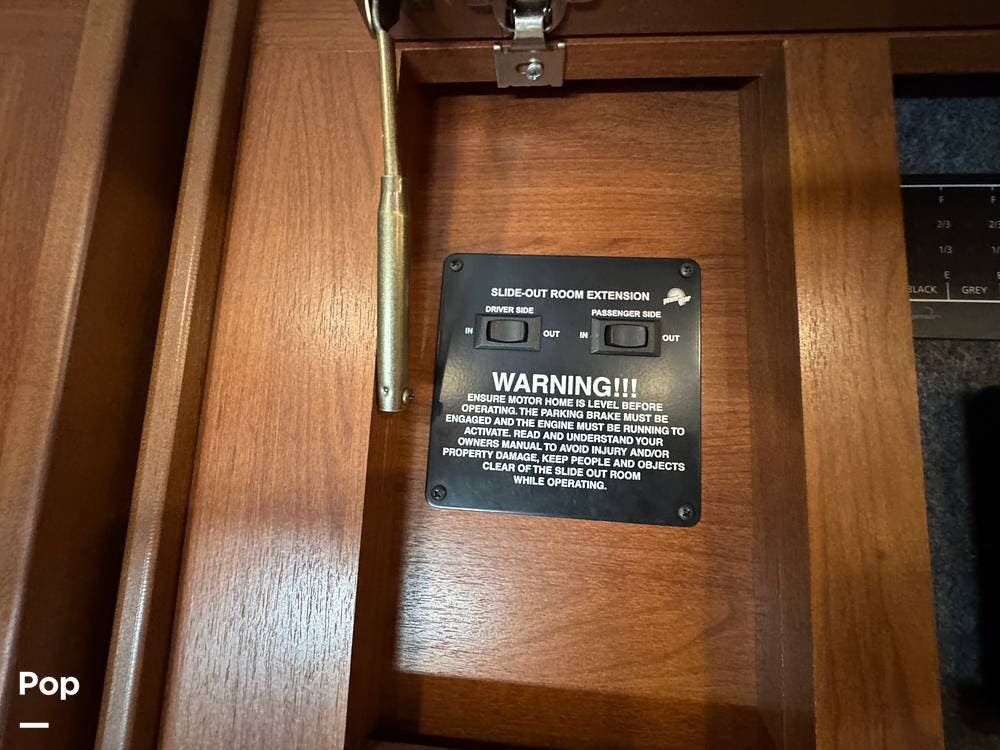 SLIDE-OUT ROOM EXTENSION
DRIVER SIDE
PASSENGER SIDE
IN OUT
IN OUT
WARNING!!!
ENSURE MOTOR HOME IS LEVEL BEFORE
OPERATING. THE PARKING BRAKE MUST BE
ENGAGED AND THE ENGINE MUST BE RUNNING TO
ACTIVATE. READ AND UNDERSTAND YOUR
OWNERS MANUAL TO AVOID INJURY AND/OR
PROPERTY DAMAGE, KEEP PEOPLE AND OBJECTS
CLEAR OF THE SLIDE OUT ROOM
WHILE OPERATING.
F F
2/3
1/3
E
BLACK GREY
Pop